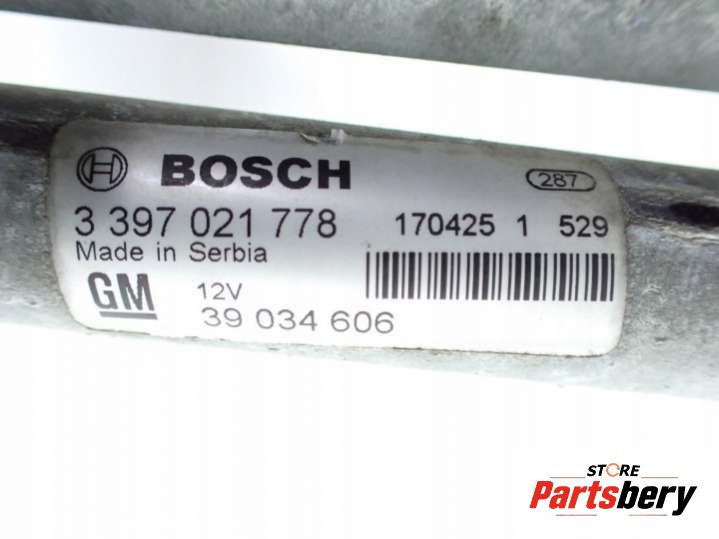 BOSCH 287
3 397 021 778 170425 1 529
Made in Serbia
GM 12V
39 034 606
STORE
Partsbery